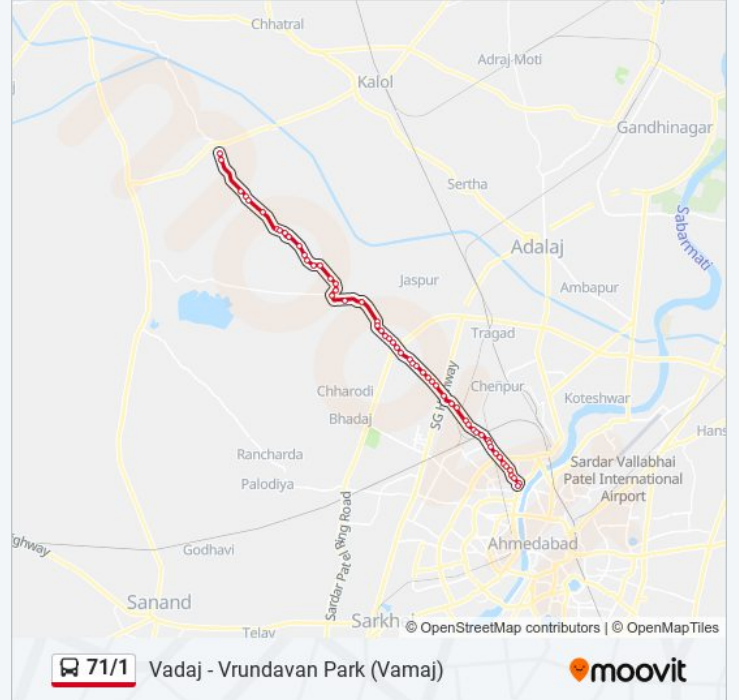 Chhatral
Adraj Moti
Kalol
Gandhinagar
Sertha
Sabarmati
Adalaj
Jaspur
Ambapur
Tragad
SG H way
Chenpur
Chharodi
Koteshwar
Bhadaj
Hans
Rancharda
Sardar Vallabhai
Patel International
Airport
Palodiya
Sardar Patel Ring Road
ghway
Godhavi
Ahmedabad
Sanand
Sarkhej
Telav
© OpenStreetMap contributors | © OpenMapTiles
71/1 Vadaj - Vrundavan Park (Vamaj)
moovit